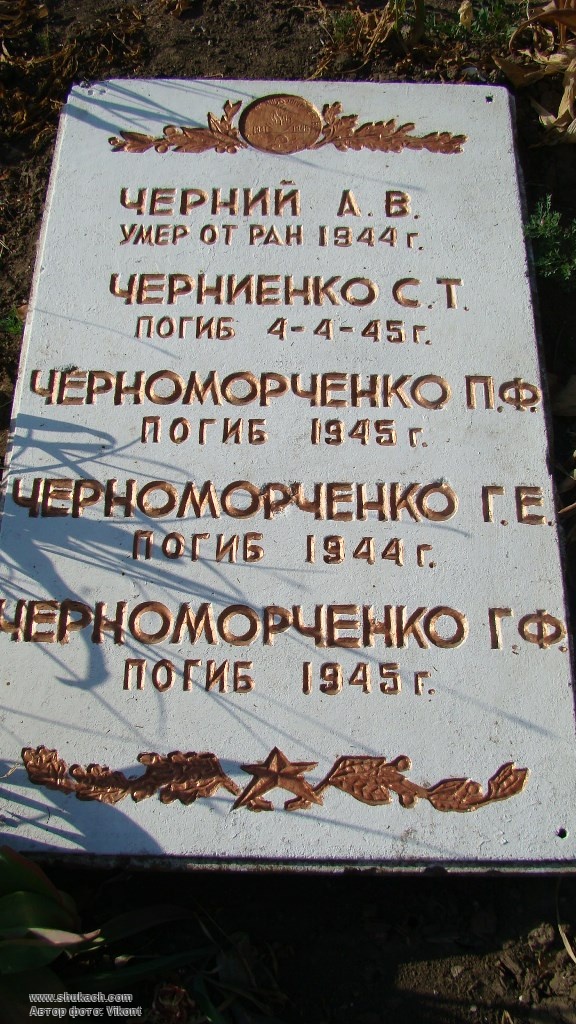 ЧЕРНИЙ А.В.
УМЕР ОТ РАН 1944 г.
ЧЕРНИЕНКО С.Т.
ПОГИБ 4-4-45 г.
ЧЕРНОМОРЧЕНКО П.Ф.
ПОГИБ 1945 г.
ЧЕРНОМОРЧЕНКО Г.Е.
ПОГИБ 1944 г.
ЧЕРНОМОРЧЕНКО Г.Ф.
ПОГИБ 1945 г.
www.shukach.com
Автор фото: Vikont